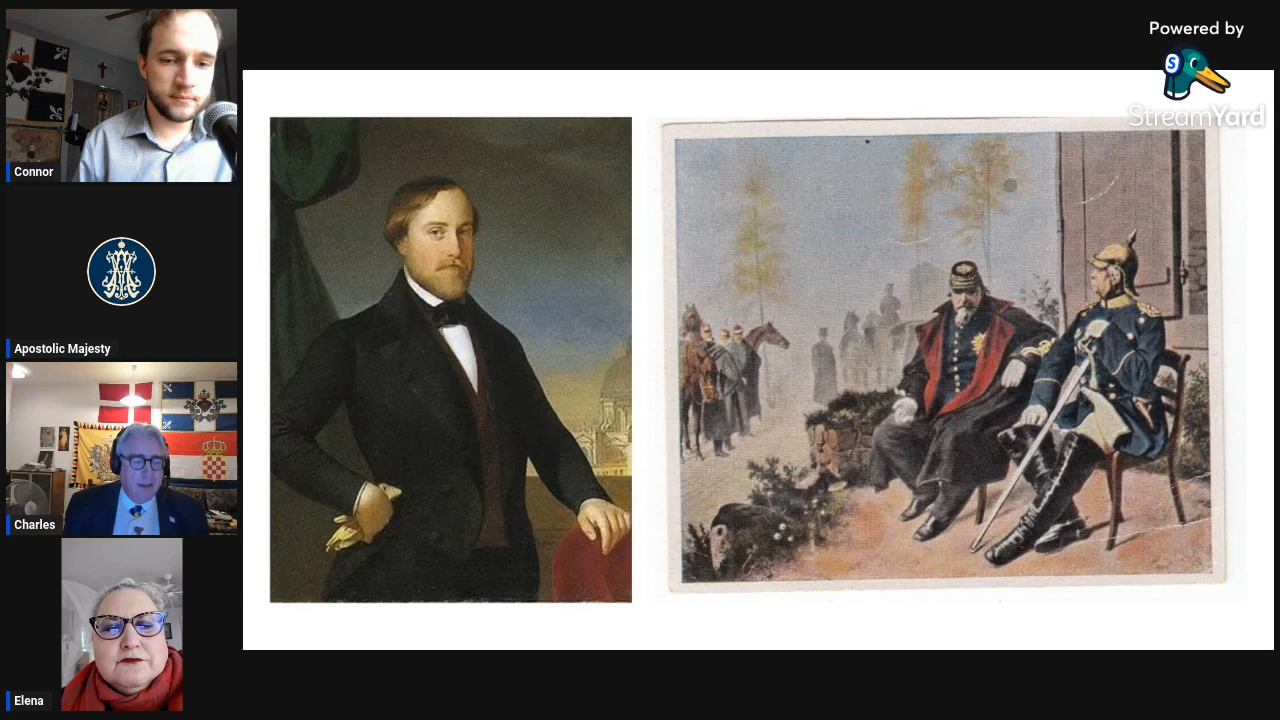 Powered by
S
StreamYard
Connor
Apostolic Majesty
Charles
Elena